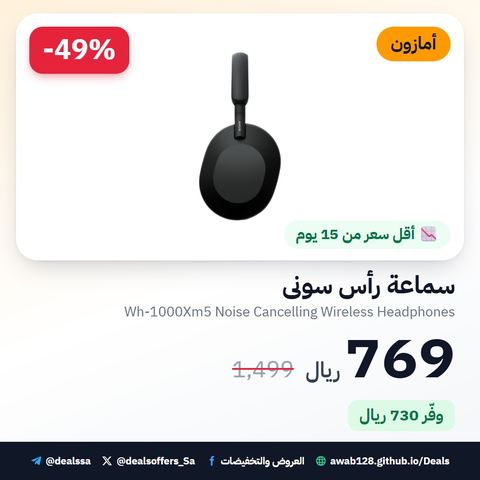 -49%
أمازون
أقل سعر من 15 يوم
سماعة رأس سونى
Wh-1000Xm5 Noise Cancelling Wireless Headphones
769 ريال 1,499
وفّر 730 ريال
@dealssa @dealsoffers_Sa العروض والتخفيضات awab128.github.io/Deals